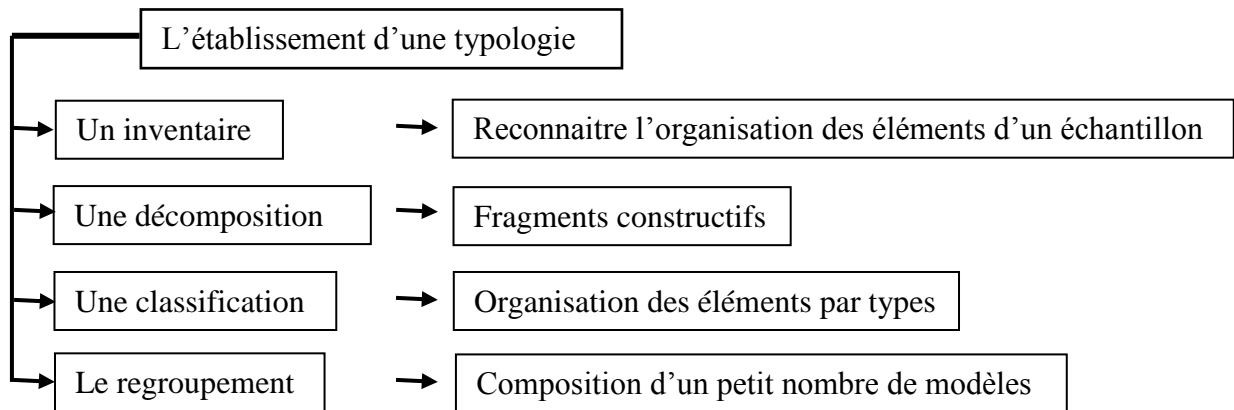 L’établissement d’une typologie
Un inventaire
Reconnaitre l’organisation des éléments d’un échantillon
Une décomposition
Fragments constructifs
Une classification
Organisation des éléments par types
Le regroupement
Composition d’un petit nombre de modèles